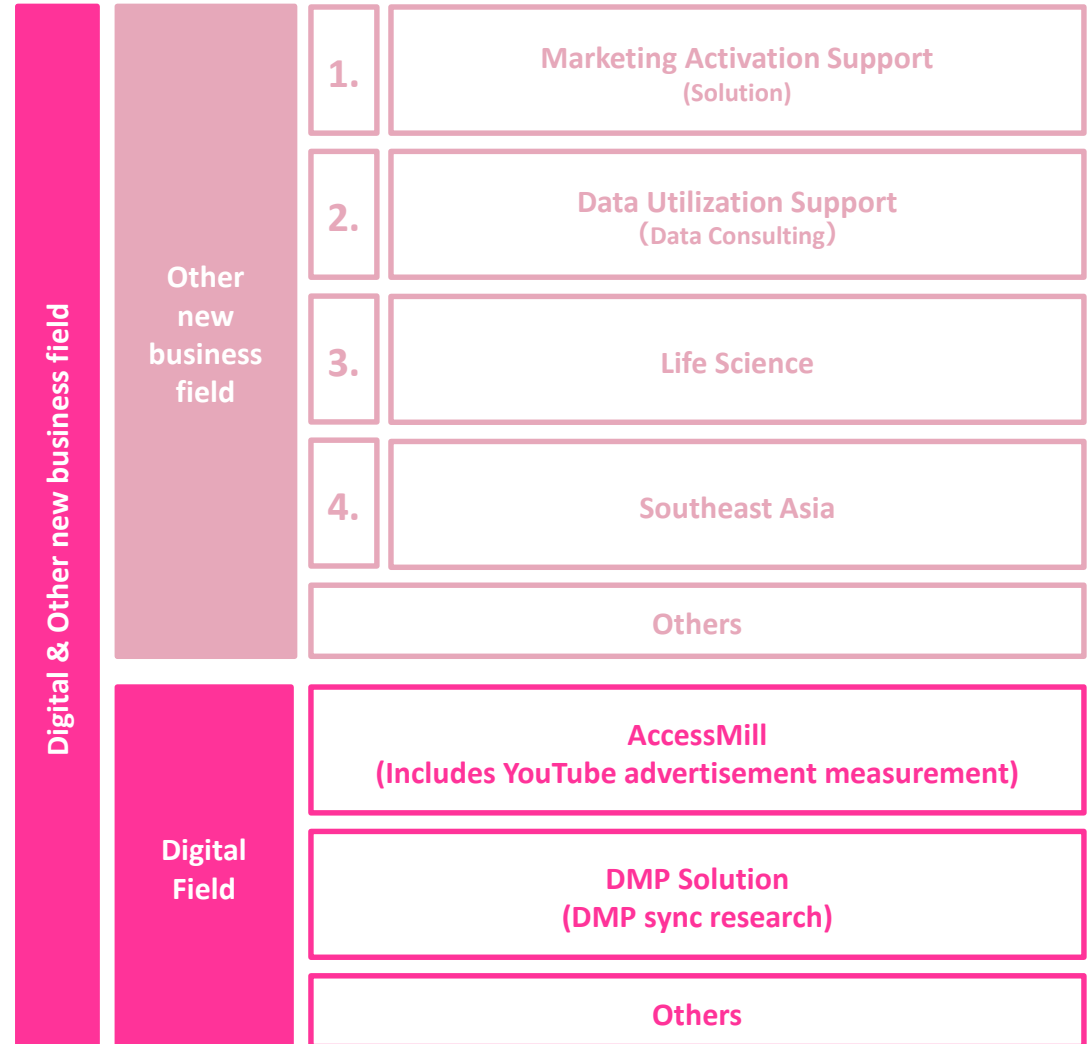 Digital & Other new business field
Other
new
business
field
1.
Marketing Activation Support
(Solution)
2.
Data Utilization Support
（Data Consulting）
3.
Life Science
4.
Southeast Asia
Others
Digital
Field
AccessMill
(Includes YouTube advertisement measurement)
DMP Solution
(DMP sync research)
Others